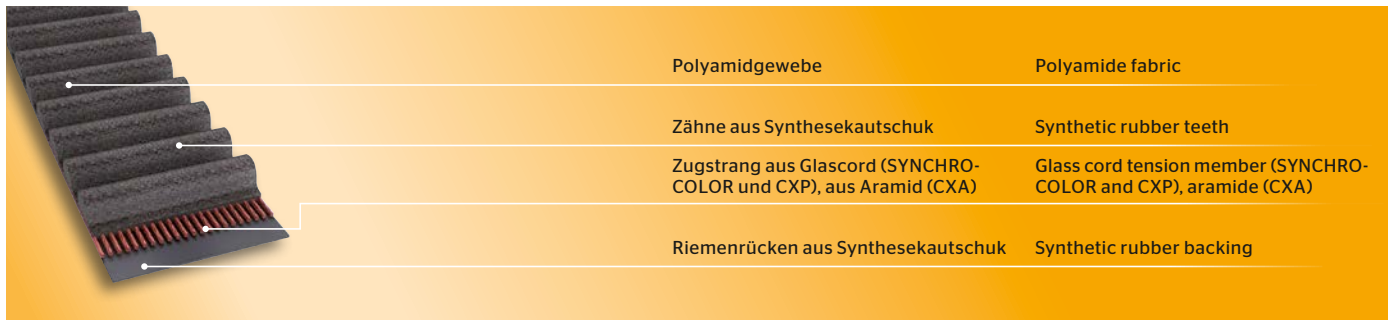 Polyamidgewebe
Polyamide fabric
Zähne aus Synthesekautschuk
Synthetic rubber teeth
Zugstrang aus Glascord (SYNCHRO-
COLOR und CXP), aus Aramid (CXA)
Glass cord tension member (SYNCHRO-
COLOR and CXP), aramide (CXA)
Riemenrücken aus Synthesekautschuk
Synthetic rubber backing